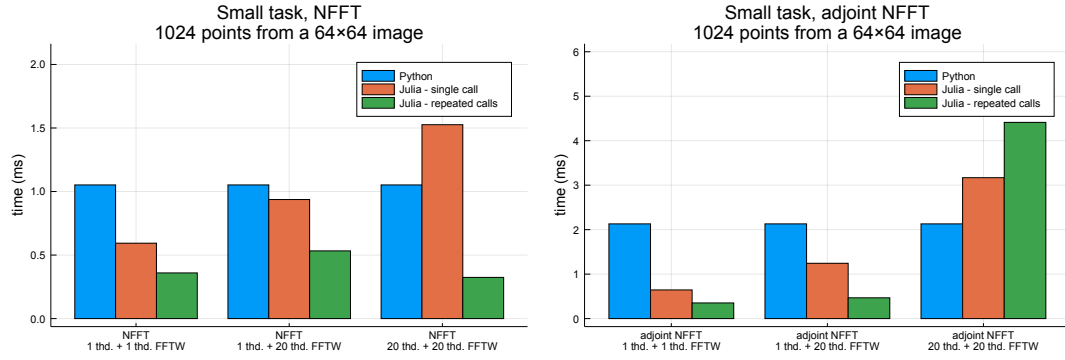 Small task, NFFT
1024 points from a 64×64 image
time (ms)
2.0
1.5
1.0
0.5
0.0
Python
Julia - single call
Julia - repeated calls
NFFT
1 thd. + 1 thd. FFTW
NFFT
1 thd. + 20 thd. FFTW
NFFT
20 thd. + 20 thd. FFTW
Small task, adjoint NFFT
1024 points from a 64×64 image
time (ms)
6
5
4
3
2
1
0
Python
Julia - single call
Julia - repeated calls
adjoint NFFT
1 thd. + 1 thd. FFTW
adjoint NFFT
1 thd. + 20 thd. FFTW
adjoint NFFT
20 thd. + 20 thd. FFTW